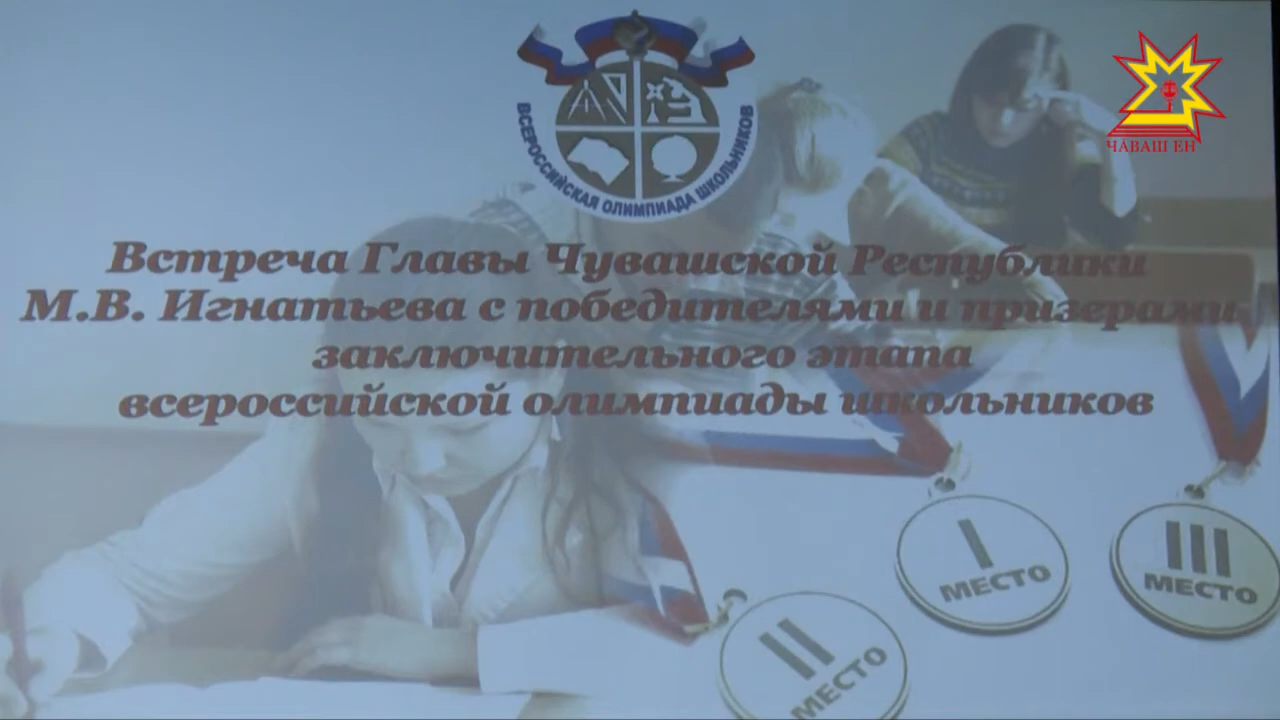 ВСЕРОССИЙСКАЯ ОЛИМПИАДА ШКОЛЬНИКОВ
ЧӐВАШ ЕН
Встреча Главы Чувашской Республики
М.В. Игнатьева с победителями и призерами
заключительного этапа
всероссийской олимпиады школьников
I
МЕСТО
III
МЕСТО
II
МЕСТО